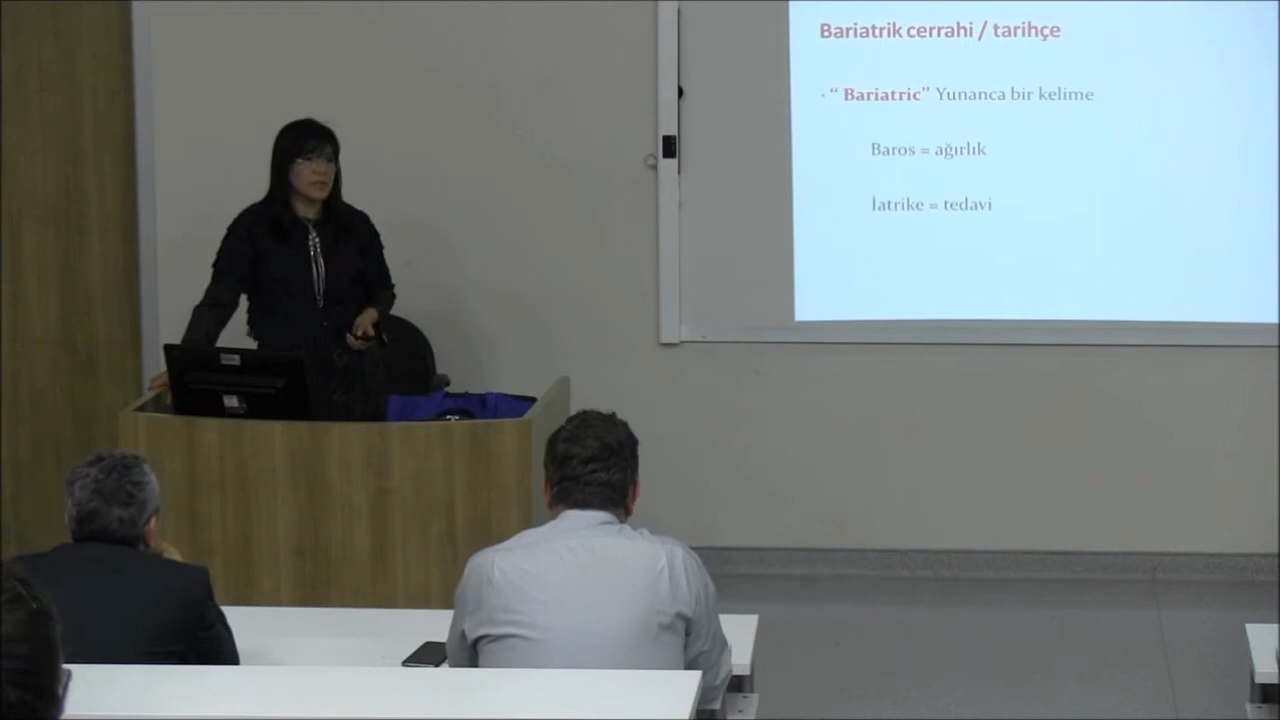 Bariatrik cerrahi / tarihçe
- “ Bariatric” Yunanca bir kelime
Baros = ağırlık
İatrike = tedavi